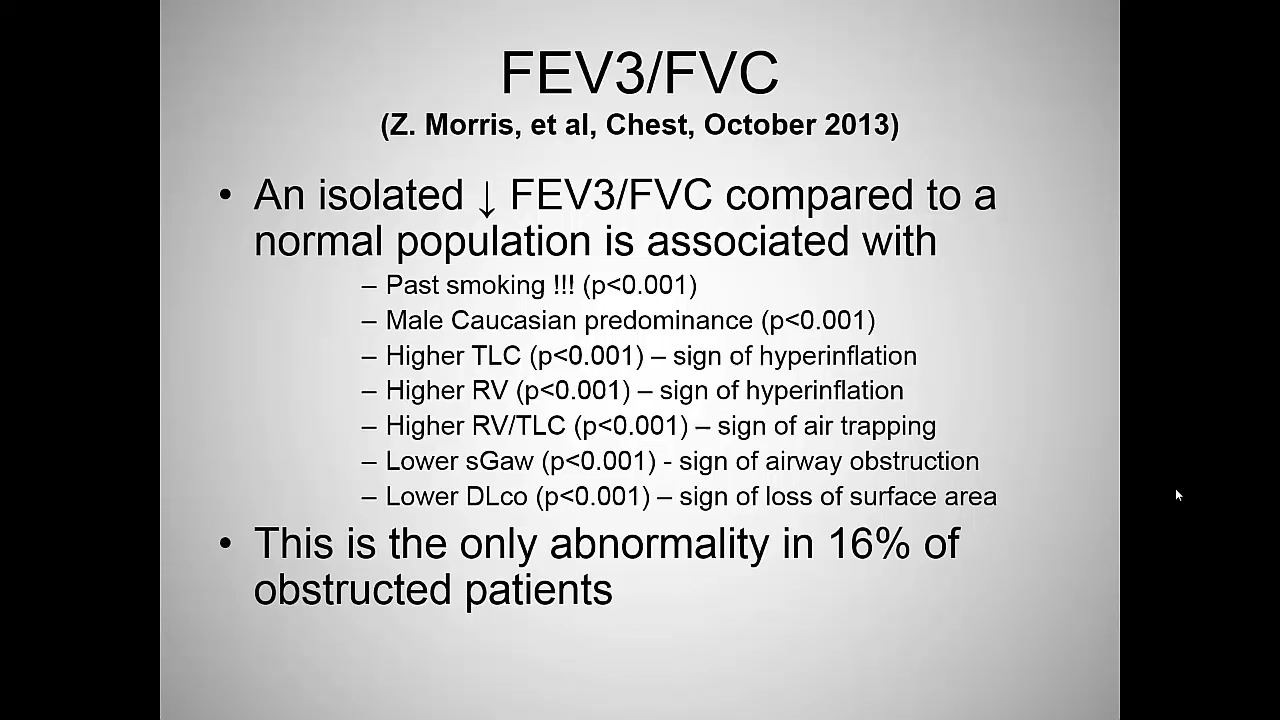 FEV3/FVC
(Z. Morris, et al, Chest, October 2013)
• An isolated ↓ FEV3/FVC compared to a
normal population is associated with
– Past smoking !!! (p<0.001)
– Male Caucasian predominance (p<0.001)
– Higher TLC (p<0.001) – sign of hyperinflation
– Higher RV (p<0.001) – sign of hyperinflation
– Higher RV/TLC (p<0.001) – sign of air trapping
– Lower sGaw (p<0.001) - sign of airway obstruction
– Lower DLco (p<0.001) – sign of loss of surface area
• This is the only abnormality in 16% of
obstructed patients